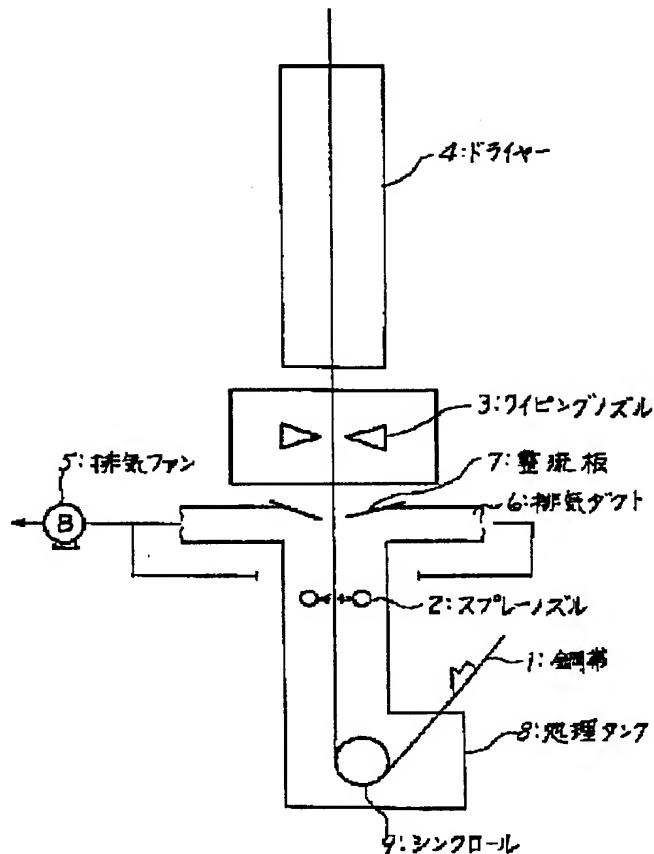 4:ドライヤー
3:ワイピングノズル
7:整流板
5:排気ファン
6:排気ダクト
B
2:スプレーノズル
1:鋼帯
8:処理タンク
9:シンクロール